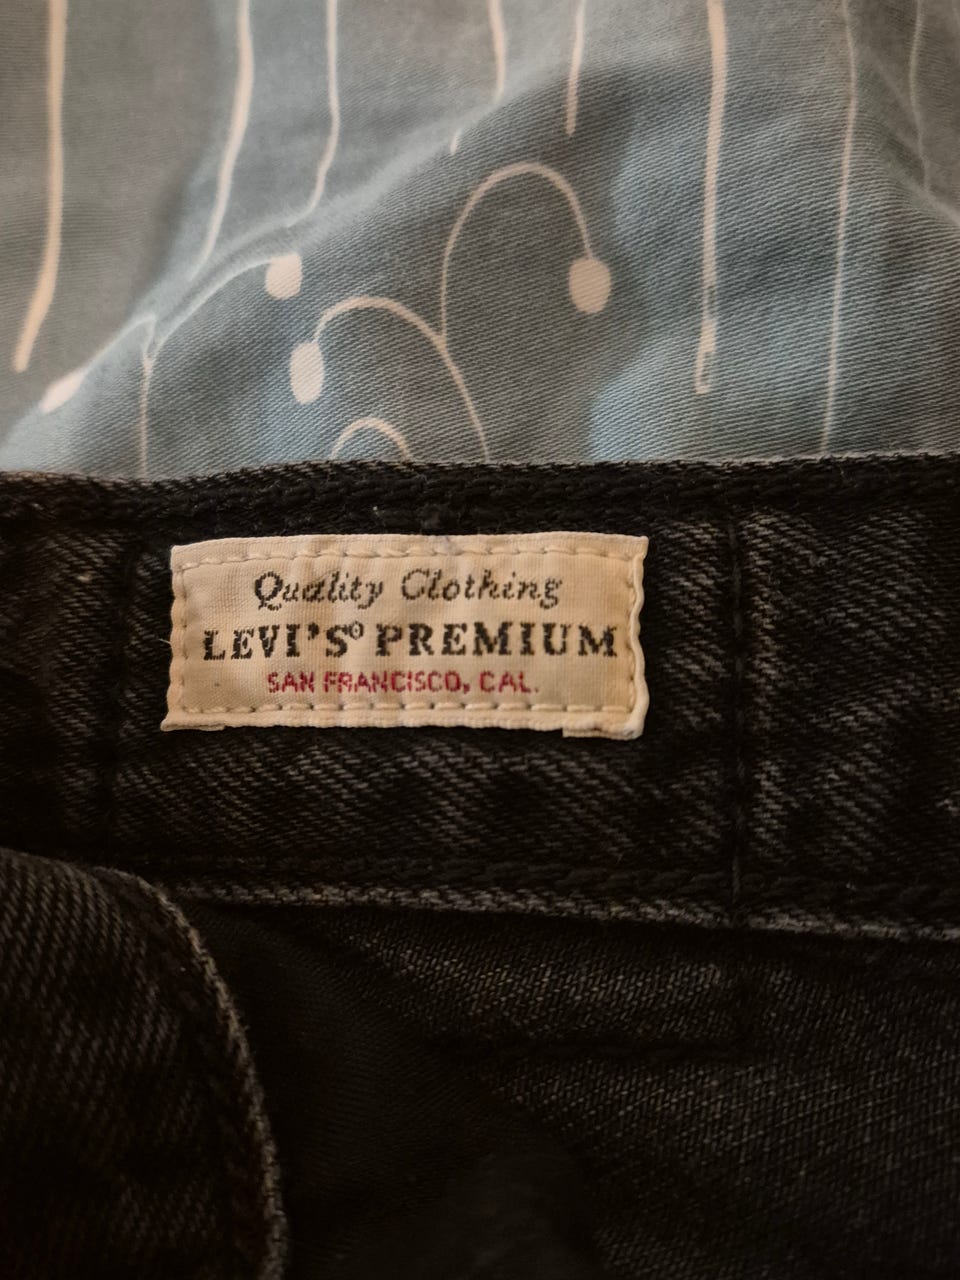 Quality Clothing
LEVI'S® PREMIUM
SAN FRANCISCO, CAL.